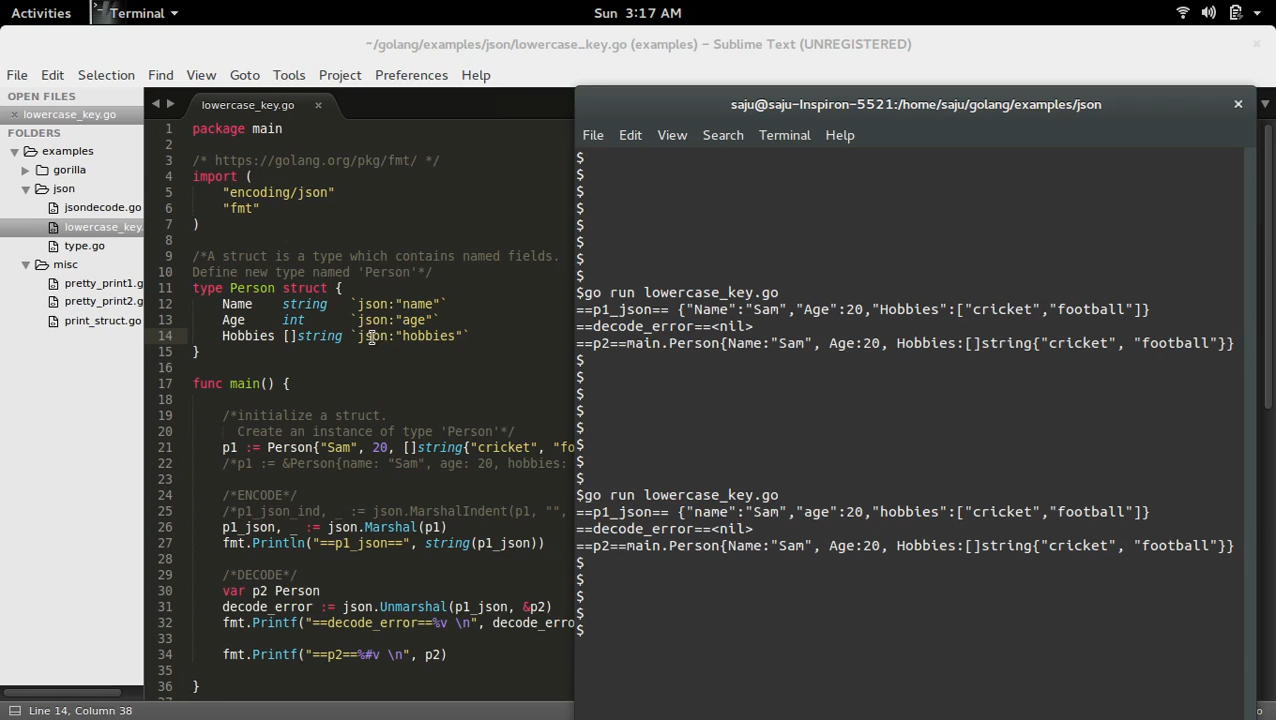 Activities Terminal Sun 3:17 AM
~/golang/examples/json/lowercase_key.go (examples) – Sublime Text (UNREGISTERED)
File Edit Selection Find View Goto Tools Project Preferences Help
OPEN FILES
lowercase_key.go
FOLDERS
examples
gorilla
json
jsondecode.go
lowercase_key.
type.go
misc
pretty_print1.g
pretty_print2.g
print_struct.go
lowercase_key.go
1 package main
2
3 /* https://golang.org/pkg/fmt/ */
4 import (
5 "encoding/json"
6 "fmt"
7 )
8
9 /*A struct is a type which contains named fields.
10 Define new type named 'Person'*/
11 type Person struct {
12 Name string `json:"name"`
13 Age int `json:"age"`
14 Hobbies []string `json:"hobbies"`
15 }
16
17 func main() {
18
19 /*initialize a struct.
20 Create an instance of type 'Person'*/
21 p1 := Person{"Sam", 20, []string{"cricket", "fo
22 /*p1 := &Person{name: "Sam", age: 20, hobbies:
23
24 /*ENCODE*/
25 /*p1_json_ind, _ := json.MarshalIndent(p1, "",
26 p1_json, _ := json.Marshal(p1)
27 fmt.Println("==p1_json==", string(p1_json))
28
29 /*DECODE*/
30 var p2 Person
31 decode_error := json.Unmarshal(p1_json, &p2)
32 fmt.Printf("==decode_error==%v \n", decode_erro
33
34 fmt.Printf("==p2==%#v \n", p2)
35
36 }
Line 14, Column 38
saju@saju-Inspiron-5521:/home/saju/golang/examples/json
File Edit View Search Terminal Help
$
$
$
$
$
$
$
$
$go run lowercase_key.go
==p1_json== {"Name":"Sam","Age":20,"Hobbies":["cricket","football"]}
==decode_error==<nil>
==p2==main.Person{Name:"Sam", Age:20, Hobbies:[]string{"cricket", "football"}}
$
$
$
$
$
$
$
$
$go run lowercase_key.go
==p1_json== {"name":"Sam","age":20,"hobbies":["cricket","football"]}
==decode_error==<nil>
==p2==main.Person{Name:"Sam", Age:20, Hobbies:[]string{"cricket", "football"}}
$
$
$
$
$